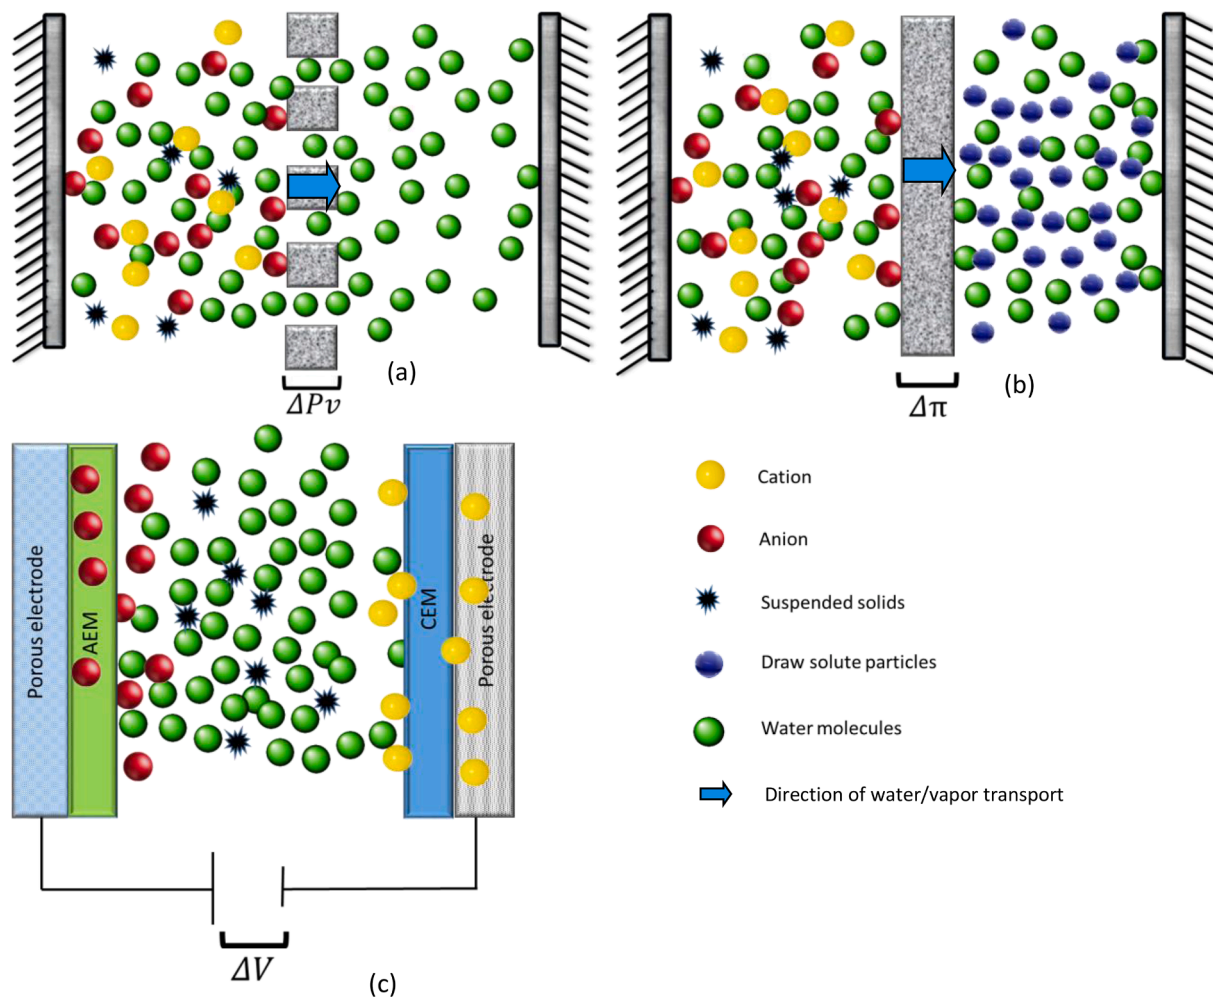 (a)
ΔPv
(b)
Δπ
Porous electrode
AEM
CEM
Porous electrode
ΔV
(c)
Cation
Anion
Suspended solids
Draw solute particles
Water molecules
Direction of water/vapor transport